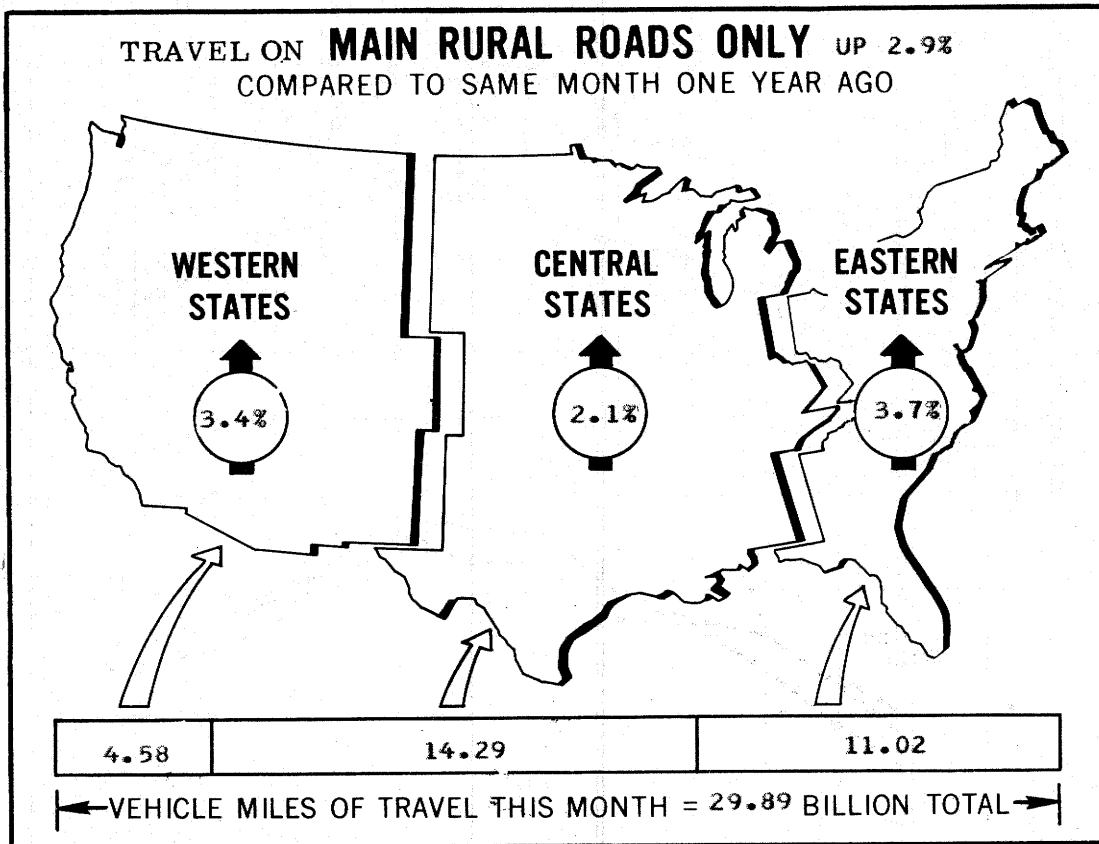 TRAVEL ON MAIN RURAL ROADS ONLY UP 2.9%
COMPARED TO SAME MONTH ONE YEAR AGO
WESTERN
STATES
3.4%
CENTRAL
STATES
2.1%
EASTERN
STATES
3.7%
4.58 14.29 11.02
VEHICLE MILES OF TRAVEL THIS MONTH = 29.89 BILLION TOTAL